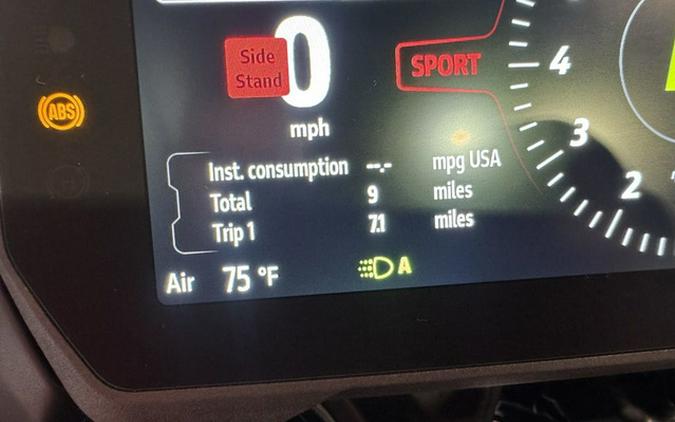 0
Side
Stand
SPORT
4
ABS
mph
3
Inst. consumption --.- mpg USA
Total 9 miles
2
Trip 1 7.1 miles
Air 75 °F
A